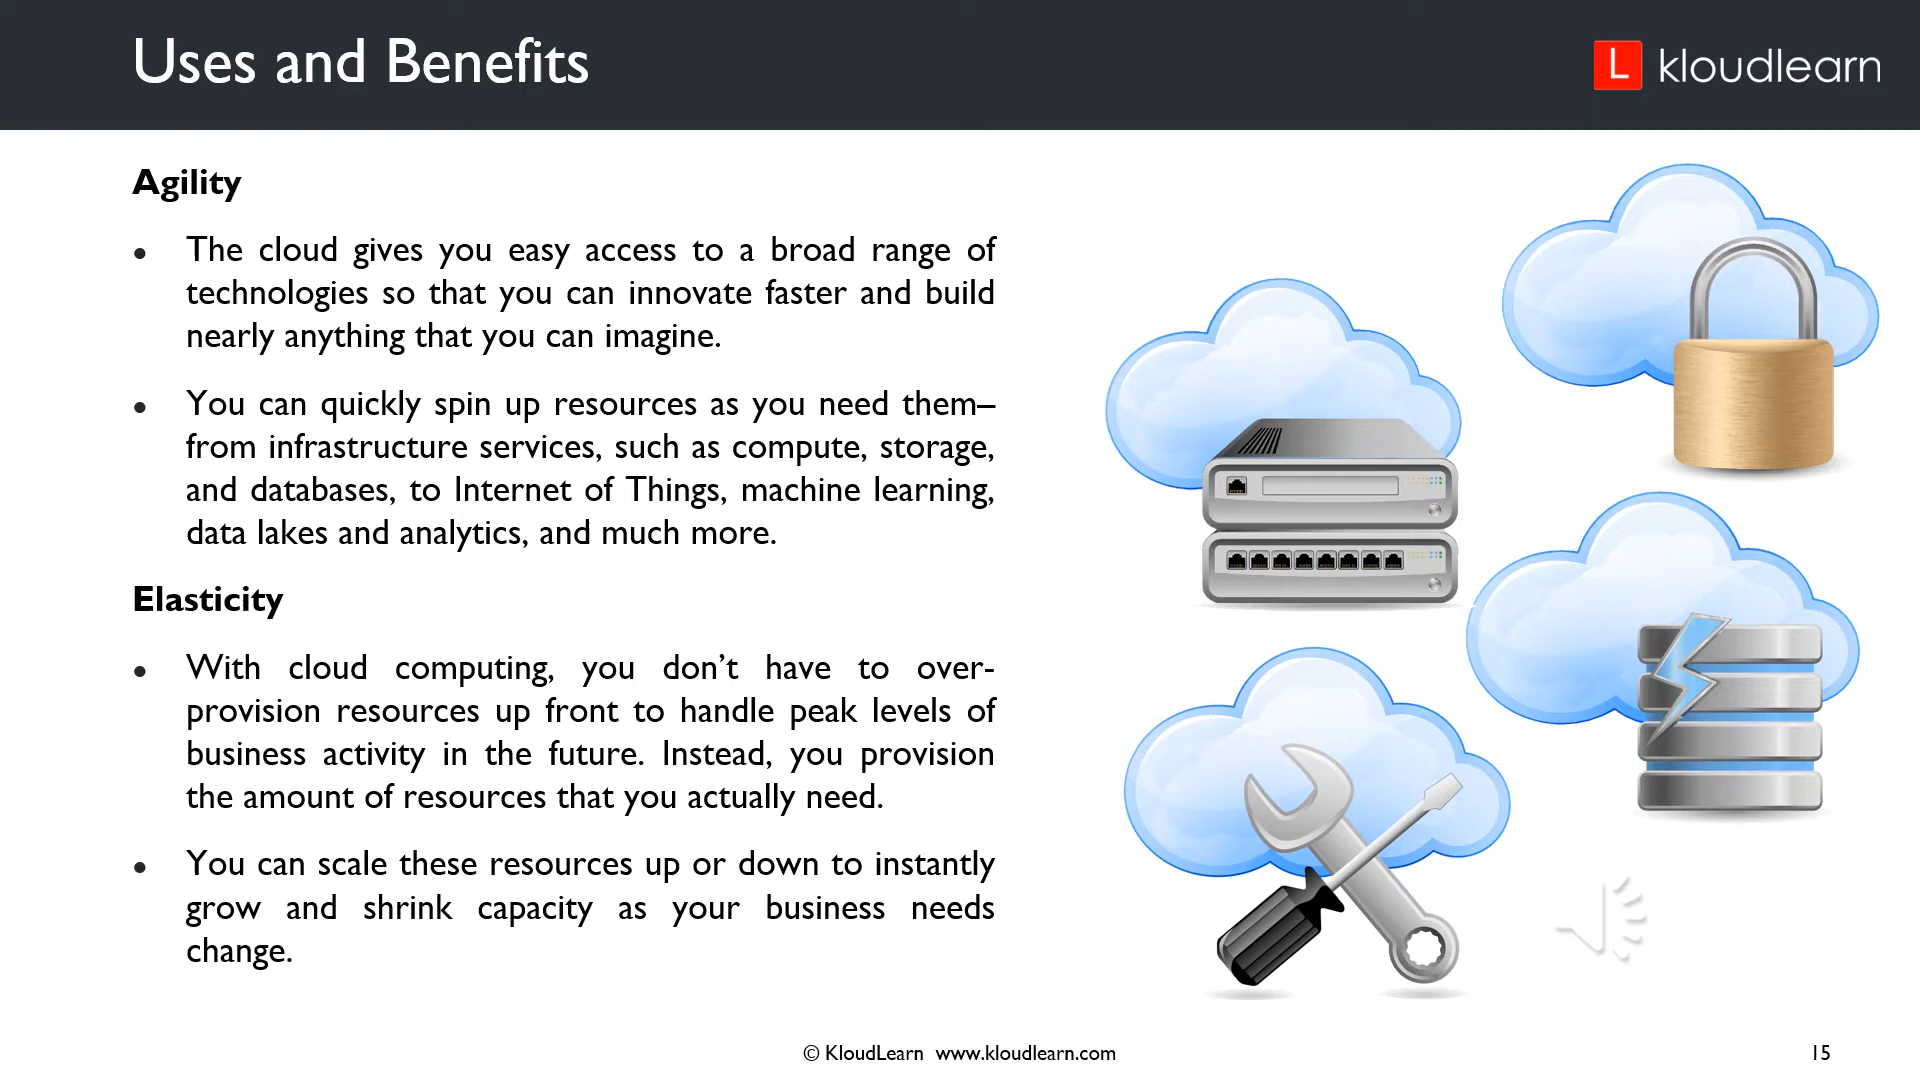 Uses and Benefits
L kloudlearn
Agility
• The cloud gives you easy access to a broad range of
technologies so that you can innovate faster and build
nearly anything that you can imagine.
• You can quickly spin up resources as you need them–
from infrastructure services, such as compute, storage,
and databases, to Internet of Things, machine learning,
data lakes and analytics, and much more.
Elasticity
• With cloud computing, you don’t have to over-
provision resources up front to handle peak levels of
business activity in the future. Instead, you provision
the amount of resources that you actually need.
• You can scale these resources up or down to instantly
grow and shrink capacity as your business needs
change.
© KloudLearn www.kloudlearn.com
15